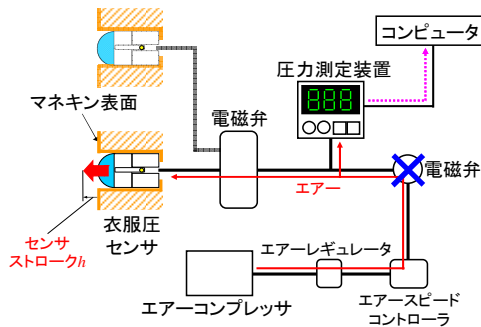 コンピュータ
圧力測定装置
マネキン表面
電磁弁
888
エアー
電磁弁
衣服圧
センサ
センサ
ストロークh
エアーレギュレータ
エアーコンプレッサ
エアースピード
コントローラ